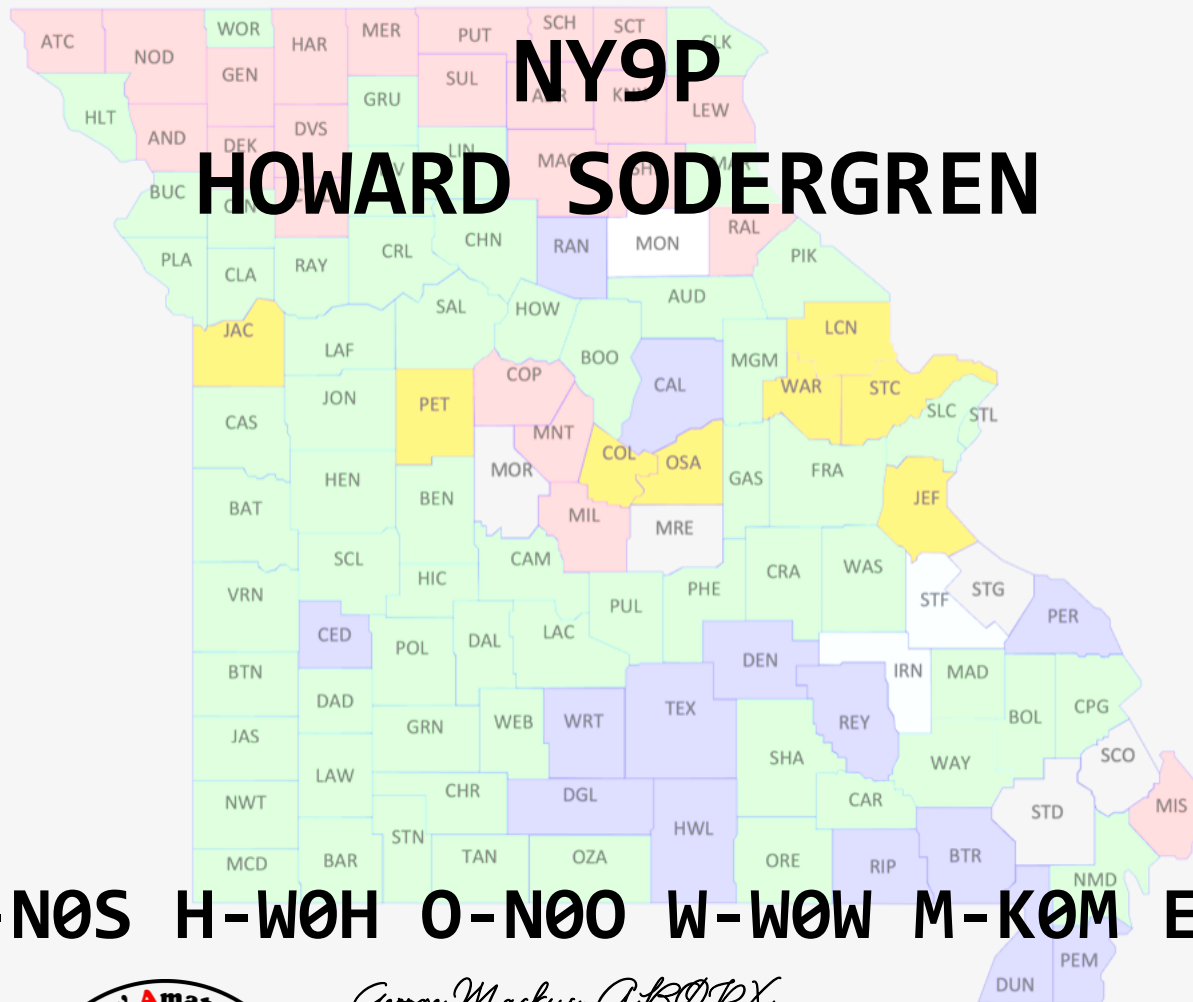 ATC NOD WOR HAR MER PUT SCH SCT CLK
GEN SUL
NY9P
HLT GRU LEW
AND DEK DVS LIN MAC
HOWARD SODERGREN
BUC
PLA CLA RAY CRL CHN RAN MON RAL PIK
JAC LAF SAL HOW BOO AUD LCN
CAS JON PET COP CAL MGM WAR STC SLC STL
BAT HEN BEN MOR MNT COL OSA GAS FRA JEF
VRN SCL HIC CAM MIL MRE PHE CRA WAS STF STG PER
CED POL DAL LAC PUL DEN IRN MAD
BTN DAD GRN WEB WRT TEX REY BOL CPG
JAS LAW CHR DGL SHA WAY SCO
NWT STN HWL CAR STD MIS
MCD BAR TAN OZA ORE RIP BTR NMD
-N0S H-W0H O-N0O W-W0W M-K0M E
PEM
DUN